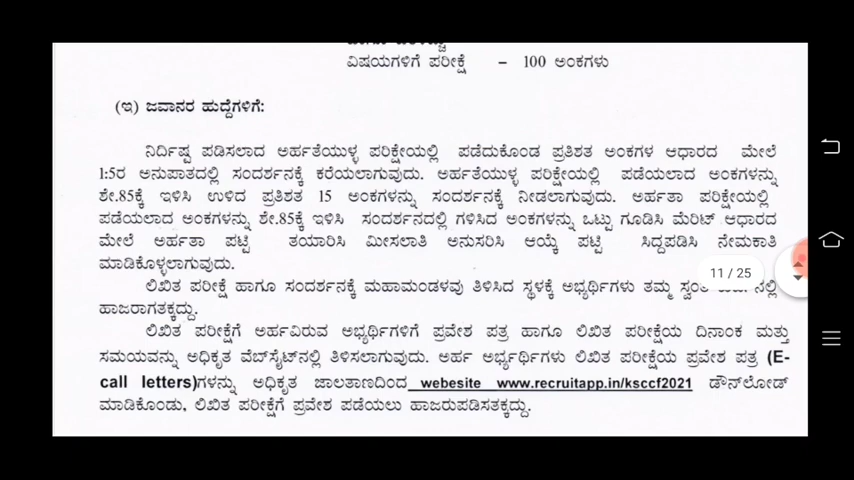 ವಿಷಯಗಳಿಗೆ ಪರೀಕ್ಷೆ – 100 ಅಂಕಗಳು
(ಇ) ಜವಾನರ ಹುದ್ದೆಗಳಿಗೆ:
ನಿರ್ದಿಷ್ಟ ಪಡಿಸಲಾದ ಅರ್ಹತೆಯುಳ್ಳ ಪರಿಕ್ಷೇಯಲ್ಲಿ ಪಡೆದುಕೊಂಡ ಪ್ರತಿಶತ ಅಂಕಗಳ ಆಧಾರದ ಮೇಲೆ
1:5ರ ಅನುಪಾತದಲ್ಲಿ ಸಂದರ್ಶನಕ್ಕೆ ಕರೆಯಲಾಗುವುದು. ಅರ್ಹತೆಯುಳ್ಳ ಪರಿಕ್ಷೇಯಲ್ಲಿ ಪಡೆಯಲಾದ ಅಂಕಗಳನ್ನು
ಶೇ.85ಕ್ಕೆ ಇಳಿಸಿ ಉಳಿದ ಪ್ರತಿಶತ 15 ಅಂಕಗಳನ್ನು ಸಂದರ್ಶನಕ್ಕೆ ನೀಡಲಾಗುವುದು. ಅರ್ಹತಾ ಪರಿಕ್ಷೇಯಲ್ಲಿ
ಪಡೆಯಲಾದ ಅಂಕಗಳನ್ನು ಶೇ.85ಕ್ಕೆ ಇಳಿಸಿ ಸಂದರ್ಶನದಲ್ಲಿ ಗಳಿಸಿದ ಅಂಕಗಳನ್ನು ಒಟ್ಟು ಗೂಡಿಸಿ ಮೆರಿಟ್ ಆಧಾರದ
ಮೇಲೆ ಅರ್ಹತಾ ಪಟ್ಟಿ ತಯಾರಿಸಿ ಮೀಸಲಾತಿ ಅನುಸರಿಸಿ ಆಯ್ಕೆ ಪಟ್ಟಿ ಸಿದ್ದಪಡಿಸಿ ನೇಮಕಾತಿ
ಮಾಡಿಕೊಳ್ಳಲಾಗುವುದು.
11 / 25
ಲಿಖಿತ ಪರೀಕ್ಷೆ ಹಾಗೂ ಸಂದರ್ಶನಕ್ಕೆ ಮಹಾಮಂಡಳವು ತಿಳಿಸಿದ ಸ್ಥಳಕ್ಕೆ ಅಭ್ಯರ್ಥಿಗಳು ತಮ್ಮ ಸ್ವಂತ
ಹಾಜರಾಗತಕ್ಕದ್ದು.
ಲಿಖಿತ ಪರೀಕ್ಷೆಗೆ ಅರ್ಹವಿರುವ ಅಭ್ಯರ್ಥಿಗಳಿಗೆ ಪ್ರವೇಶ ಪತ್ರ ಹಾಗೂ ಲಿಖಿತ ಪರೀಕ್ಷೆಯ ದಿನಾಂಕ ಮತ್ತು
ಸಮಯವನ್ನು ಅಧಿಕೃತ ವೆಬ್‌ಸೈಟ್‌ನಲ್ಲಿ ತಿಳಿಸಲಾಗುವುದು. ಅರ್ಹ ಅಭ್ಯರ್ಥಿಗಳು ಲಿಖಿತ ಪರೀಕ್ಷೆಯ ಪ್ರವೇಶ ಪತ್ರ (E-
call letters)ಗಳನ್ನು ಅಧಿಕೃತ ಜಾಲತಾಣದಿಂದ webesite www.recruitapp.in/ksccf2021 ಡೌನ್‌ಲೋಡ್
ಮಾಡಿಕೊಂಡು, ಲಿಖಿತ ಪರೀಕ್ಷೆಗೆ ಪ್ರವೇಶ ಪಡೆಯಲು ಹಾಜರುಪಡಿಸತಕ್ಕದ್ದು.